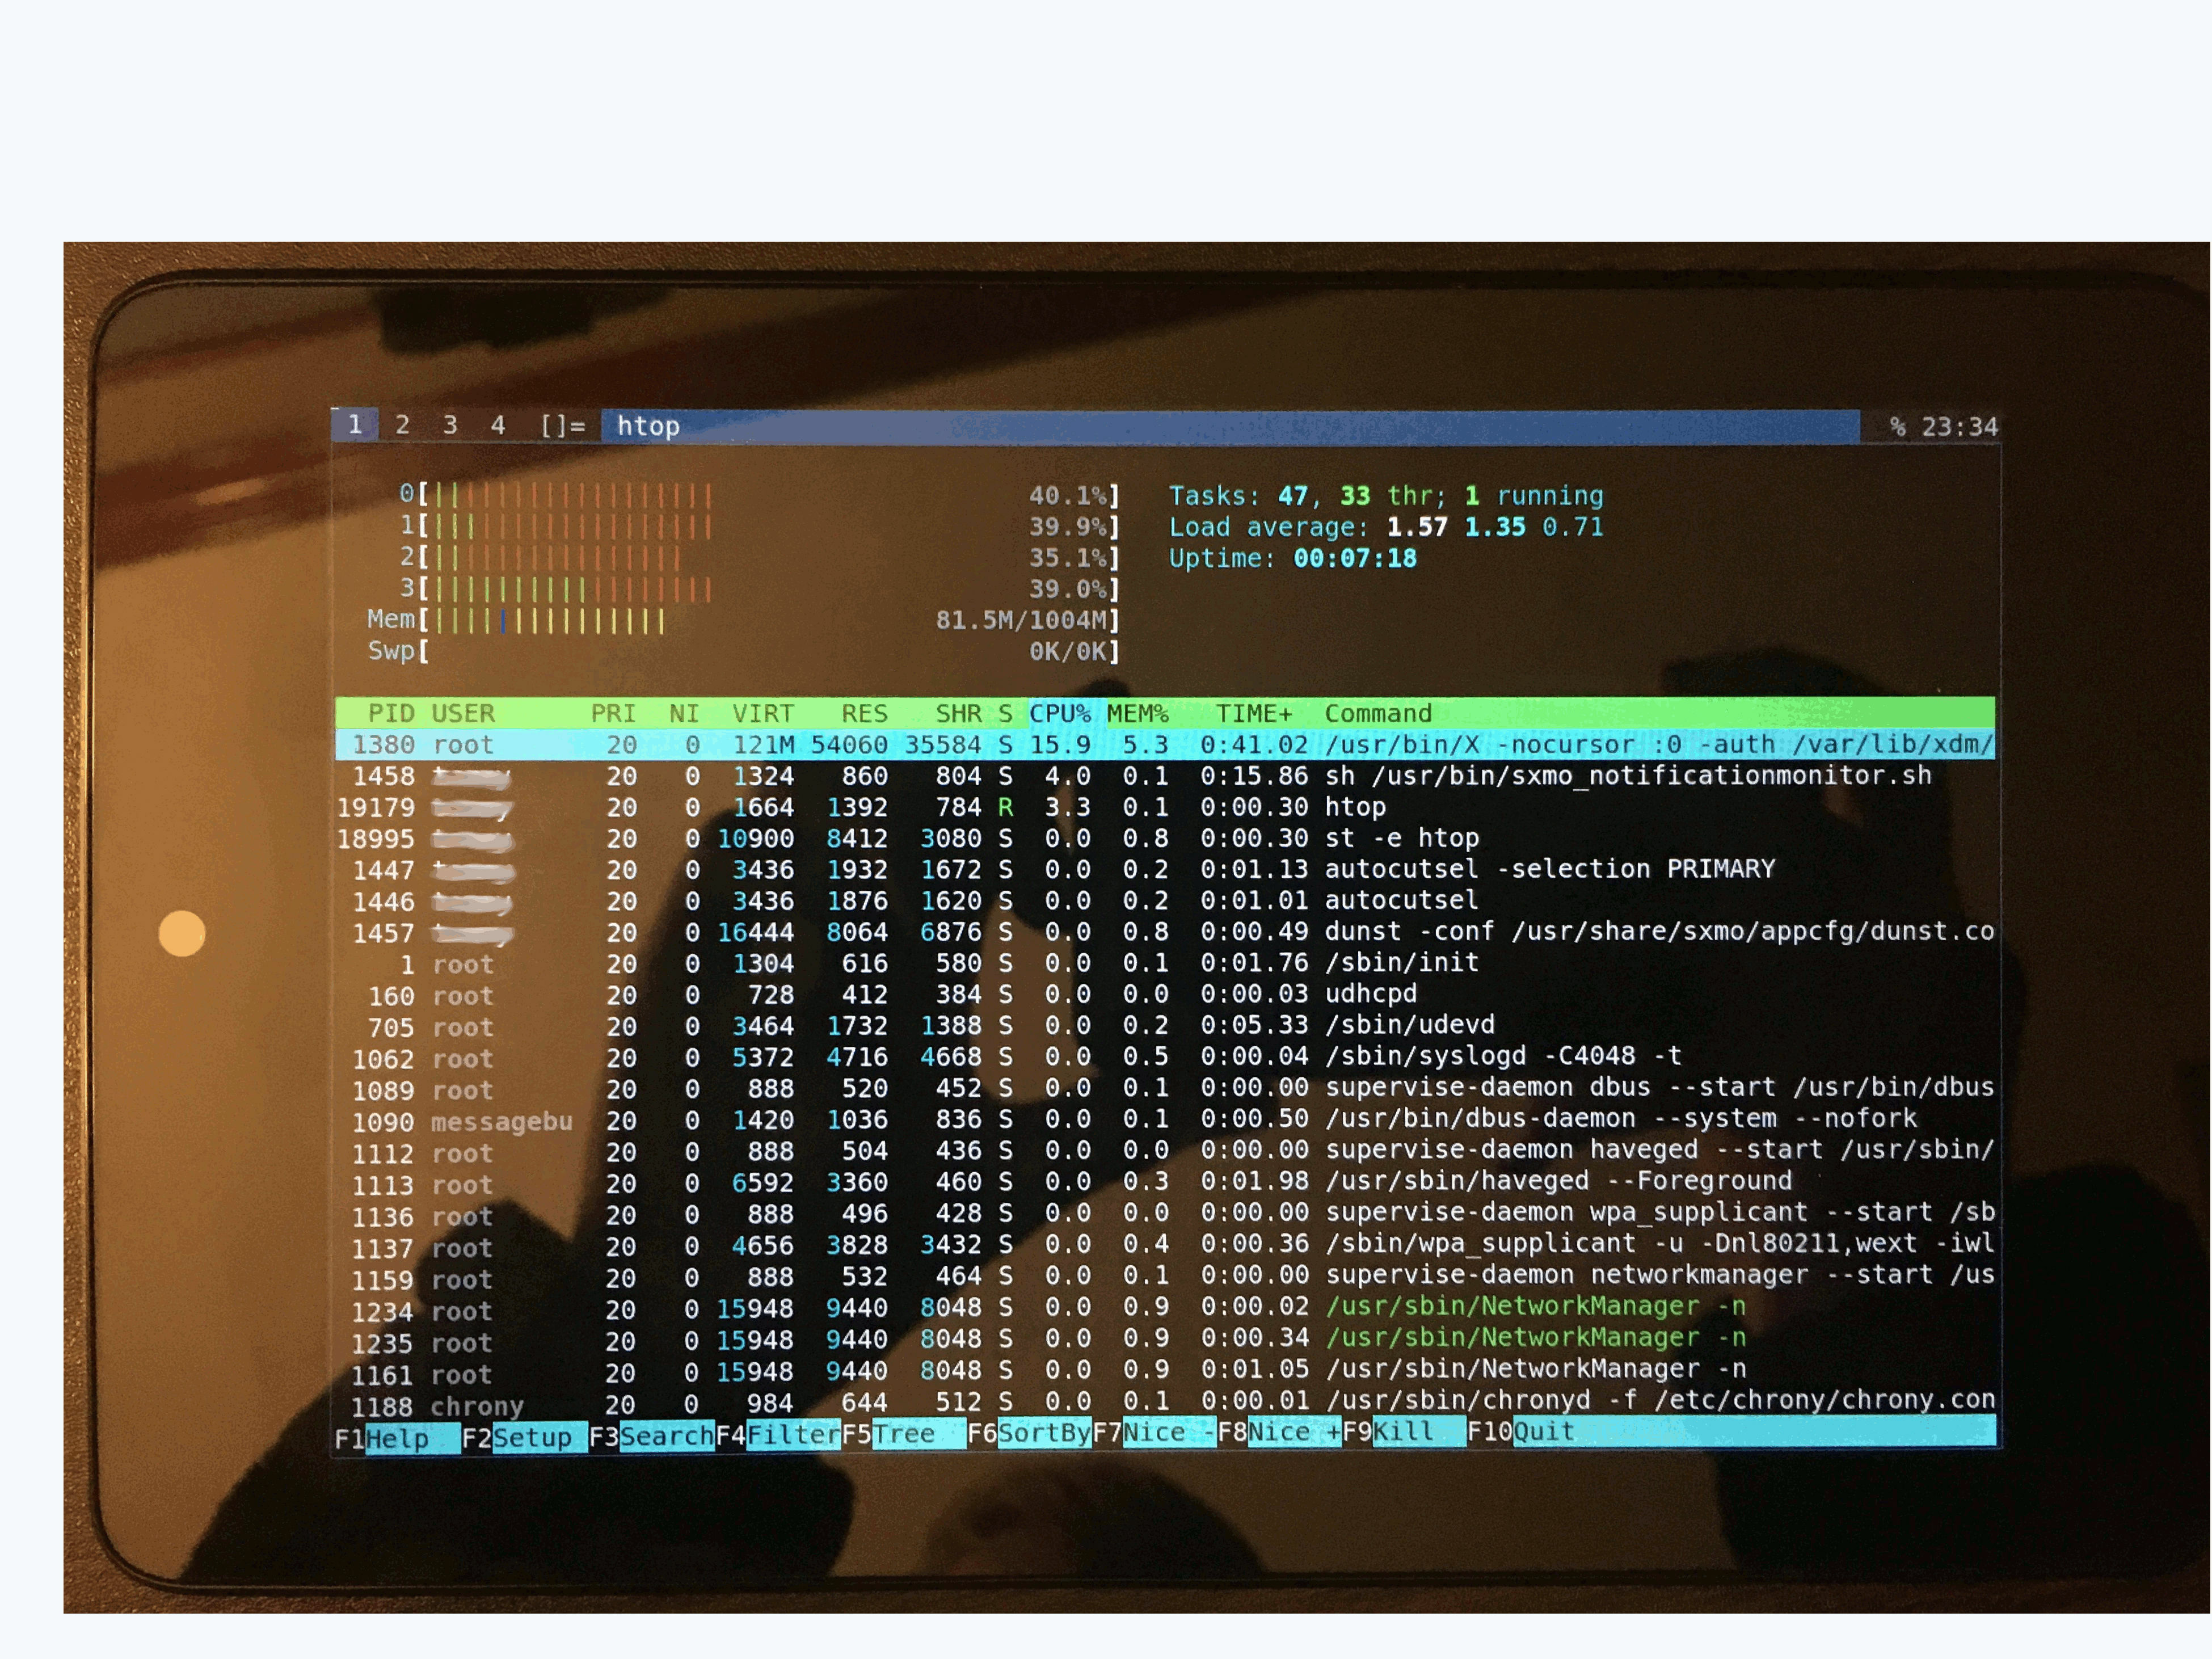 1 2 3 4 []= htop % 23:34
0[|||||||||||||||||| 40.1%] Tasks: 47, 33 thr; 1 running
1[|||||||||||||||||| 39.9%] Load average: 1.57 1.35 0.71
2[|||||||||||||||| 35.1%] Uptime: 00:07:18
3[|||||||||||||||||| 39.0%]
Mem[||||||||||||||| 81.5M/1004M]
Swp[ 0K/0K]
PID USER PRI NI VIRT RES SHR S CPU% MEM% TIME+ Command
1380 root 20 0 121M 54060 35584 S 15.9 5.3 0:41.02 /usr/bin/X -nocursor :0 -auth /var/lib/xdm/
1458 20 0 1324 860 804 S 4.0 0.1 0:15.86 sh /usr/bin/sxmo_notificationmonitor.sh
19179 20 0 1664 1392 784 R 3.3 0.1 0:00.30 htop
18995 20 0 10900 8412 3080 S 0.0 0.8 0:00.30 st -e htop
1447 20 0 3436 1932 1672 S 0.0 0.2 0:01.13 autocutsel -selection PRIMARY
1446 20 0 3436 1876 1620 S 0.0 0.2 0:01.01 autocutsel
1457 20 0 16444 8064 6876 S 0.0 0.8 0:00.49 dunst -conf /usr/share/sxmo/appcfg/dunst.co
1 root 20 0 1304 616 580 S 0.0 0.1 0:01.76 /sbin/init
160 root 20 0 728 412 384 S 0.0 0.0 0:00.03 udhcpd
705 root 20 0 3464 1732 1388 S 0.0 0.2 0:05.33 /sbin/udevd
1062 root 20 0 5372 4716 4668 S 0.0 0.5 0:00.04 /sbin/syslogd -C4048 -t
1089 root 20 0 888 520 452 S 0.0 0.1 0:00.00 supervise-daemon dbus --start /usr/bin/dbus
1090 messagebu 20 0 1420 1036 836 S 0.0 0.1 0:00.50 /usr/bin/dbus-daemon --system --nofork
1112 root 20 0 888 504 436 S 0.0 0.0 0:00.00 supervise-daemon haveged --start /usr/sbin/
1113 root 20 0 6592 3360 460 S 0.0 0.3 0:01.98 /usr/sbin/haveged --Foreground
1136 root 20 0 888 496 428 S 0.0 0.0 0:00.00 supervise-daemon wpa_supplicant --start /sb
1137 root 20 0 4656 3828 3432 S 0.0 0.4 0:00.36 /sbin/wpa_supplicant -u -Dnl80211,wext -iwl
1159 root 20 0 888 532 464 S 0.0 0.1 0:00.00 supervise-daemon networkmanager --start /us
1234 root 20 0 15948 9440 8048 S 0.0 0.9 0:00.02 /usr/sbin/NetworkManager -n
1235 root 20 0 15948 9440 8048 S 0.0 0.9 0:00.34 /usr/sbin/NetworkManager -n
1161 root 20 0 15948 9440 8048 S 0.0 0.9 0:01.05 /usr/sbin/NetworkManager -n
1188 chrony 20 0 984 644 512 S 0.0 0.1 0:00.01 /usr/sbin/chronyd -f /etc/chrony/chrony.con
F1Help F2Setup F3SearchF4FilterF5Tree F6SortByF7Nice -F8Nice +F9Kill F10Quit